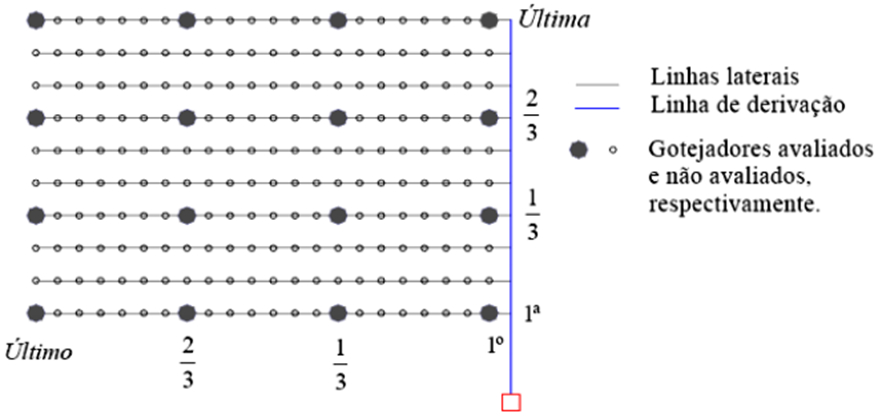 Última
2
3
1
3
1ª
Último
2
3
1
3
1º
Linhas laterais
Linha de derivação
Gotejadores avaliados
e não avaliados,
respectivamente.